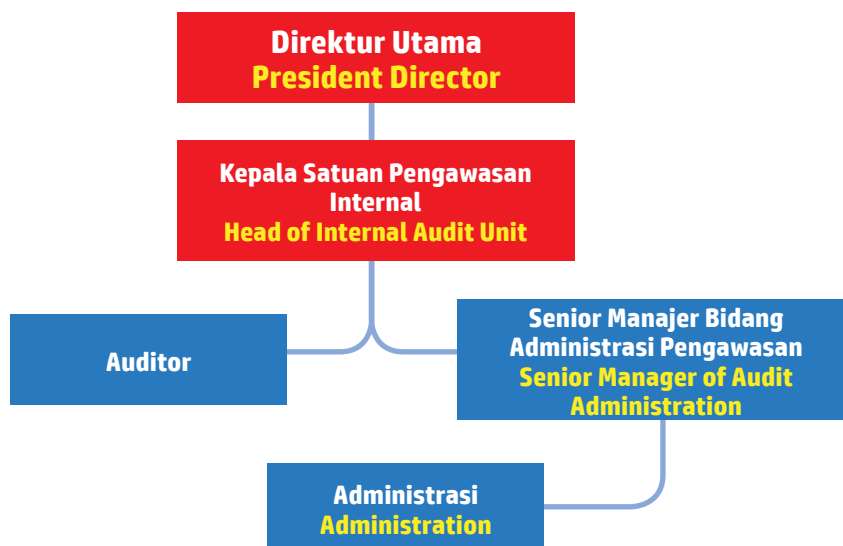 Direktur Utama
President Director
Kepala Satuan Pengawasan
Internal
Head of Internal Audit Unit
Auditor
Senior Manajer Bidang
Administrasi Pengawasan
Senior Manager of Audit
Administration
Administrasi
Administration